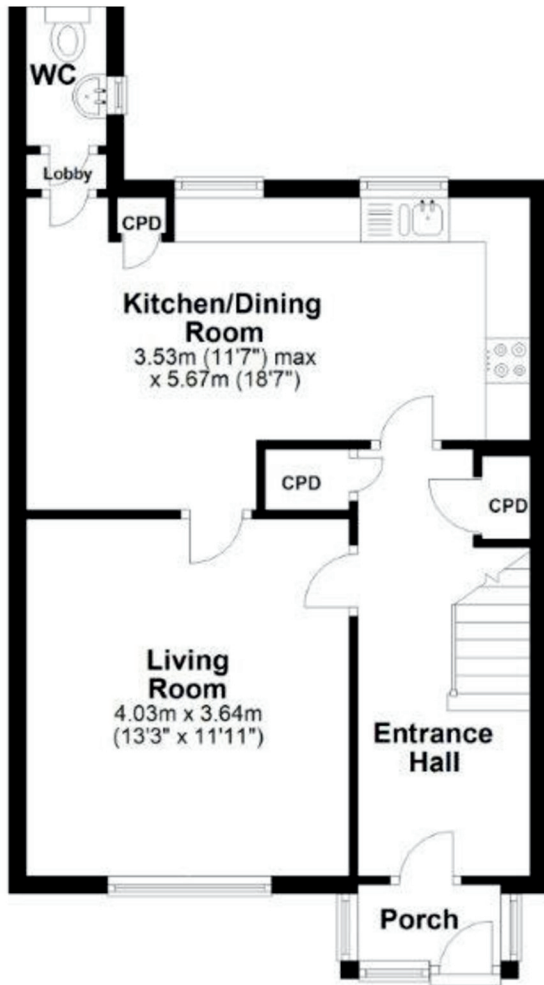 WC
Lobby
CPD
Kitchen/Dining
Room
3.53m (11'7") max
x 5.67m (18'7")
CPD
CPD
Living
Room
4.03m x 3.64m
(13'3" x 11'11")
Entrance
Hall
Porch